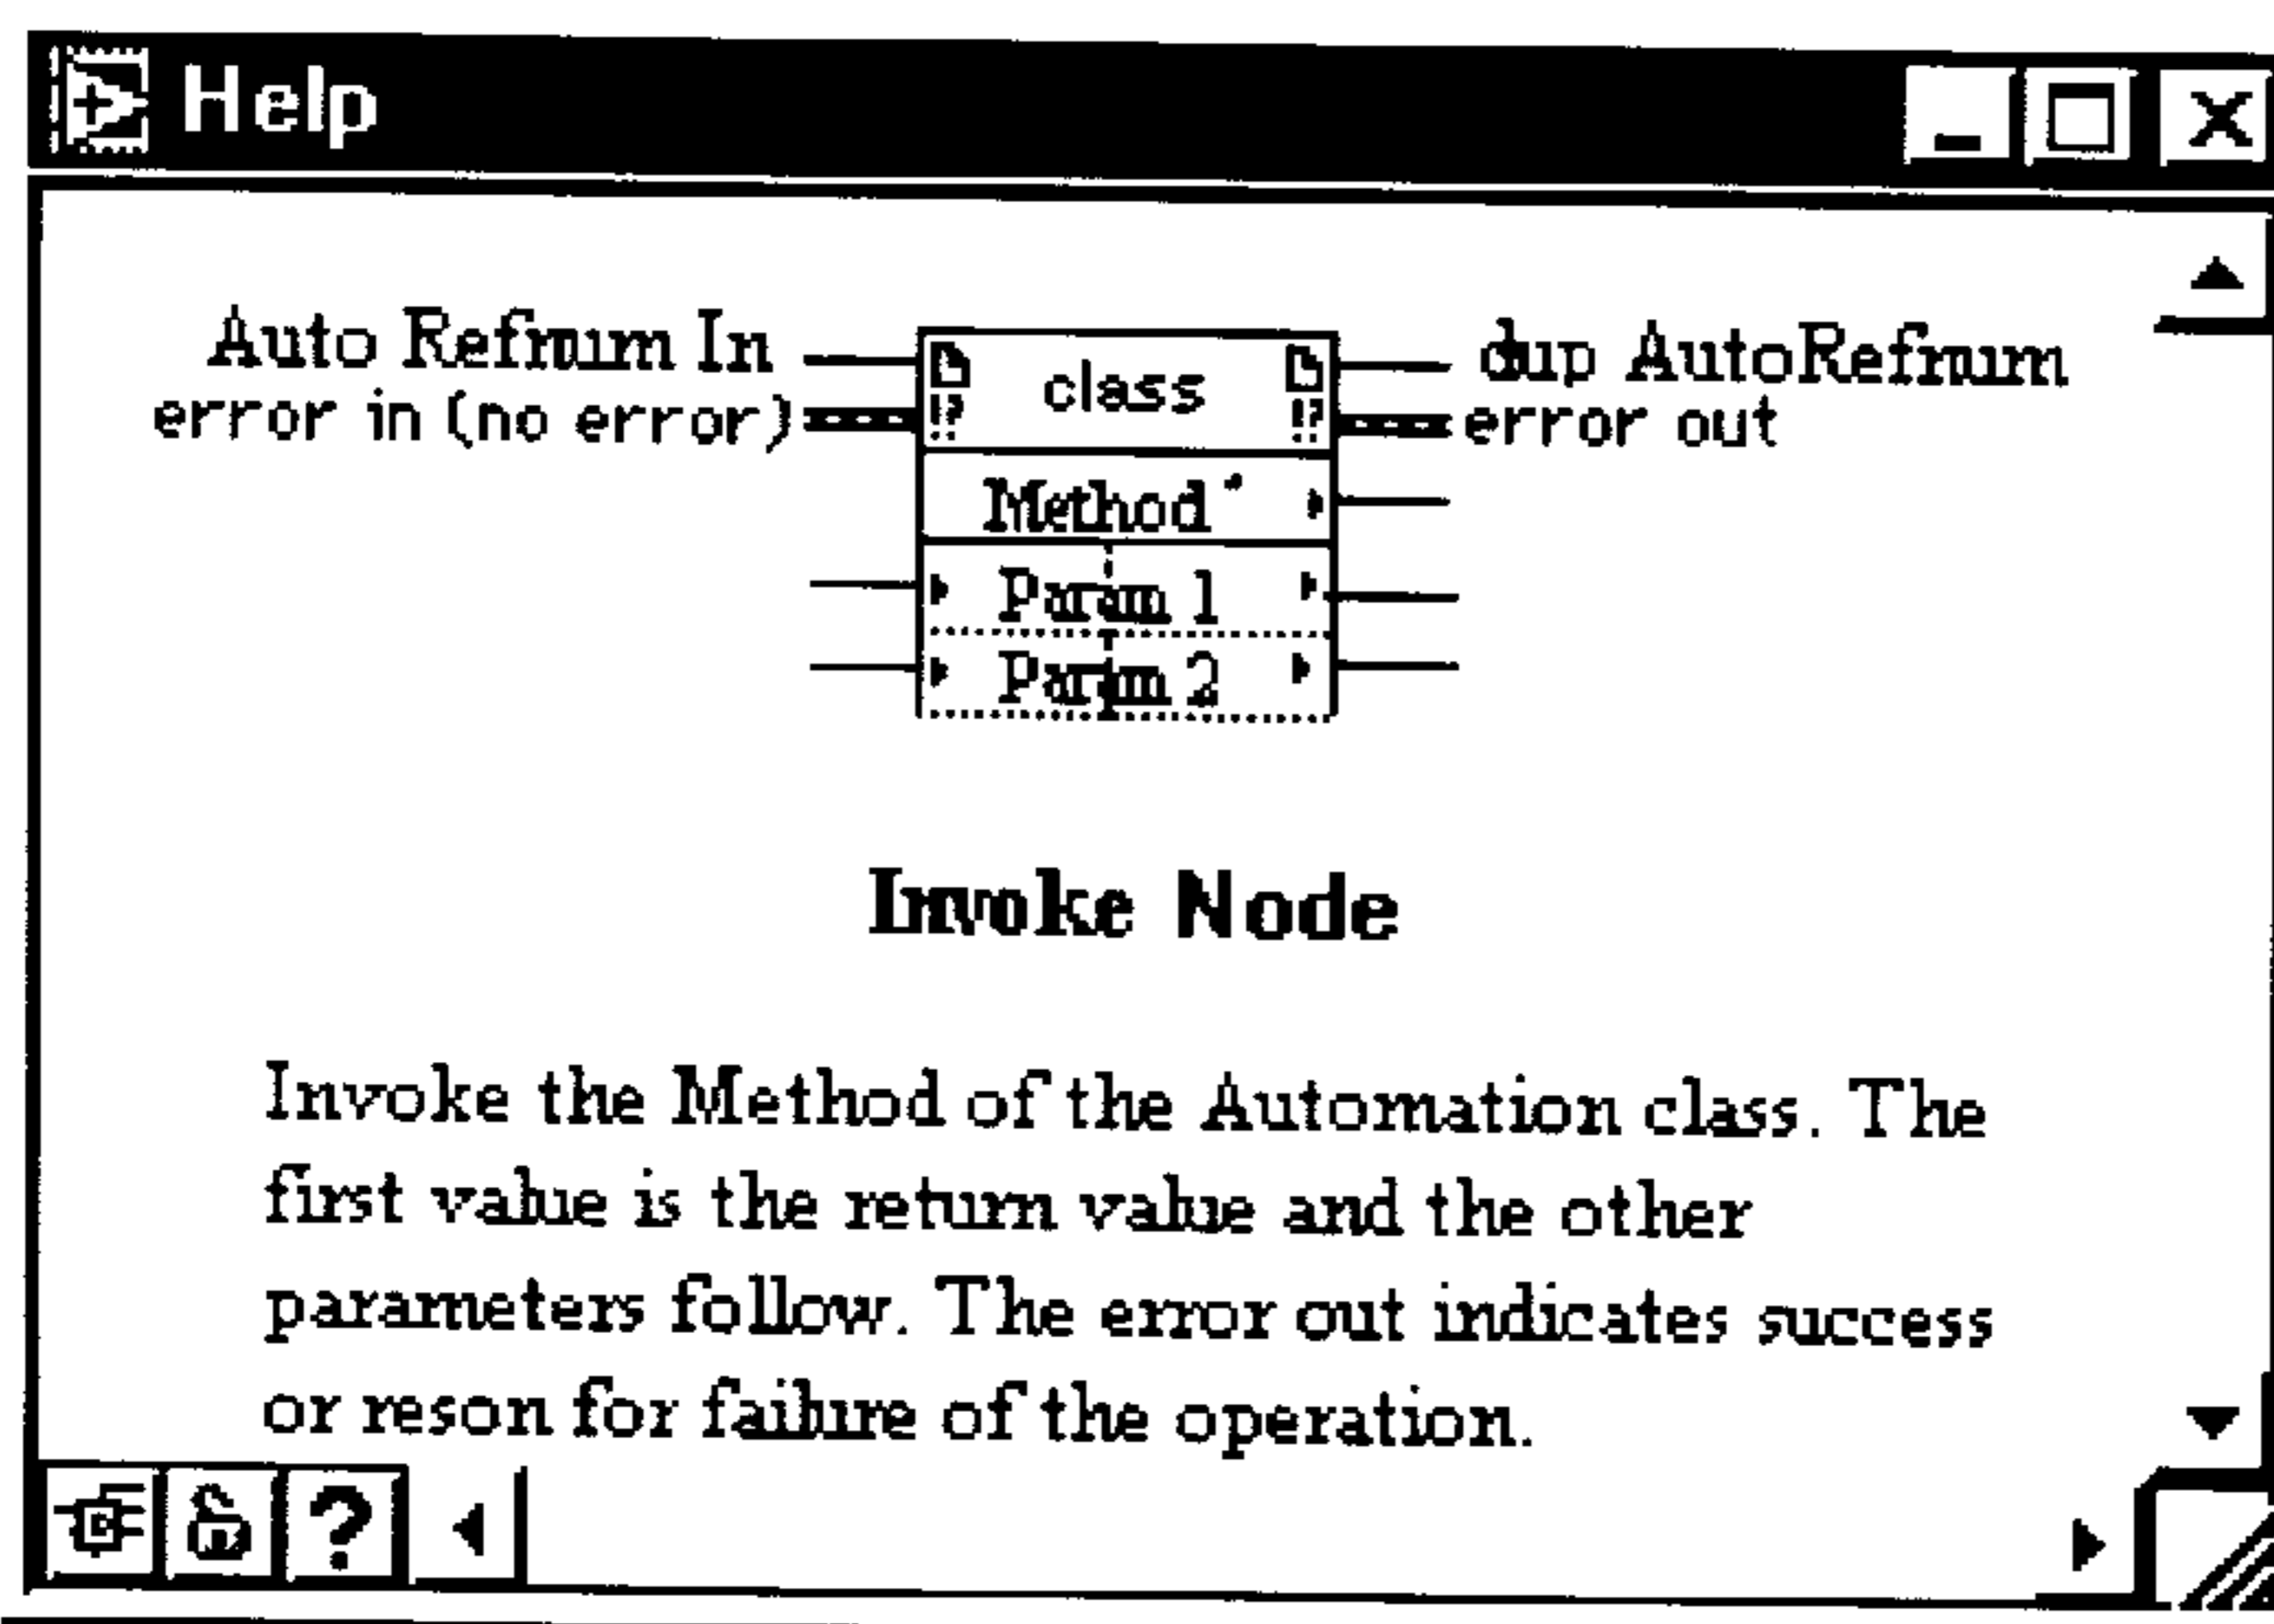 Help
Auto Refnum In
class
dup AutoRefnum
error in (no error)
!?
!?
error out
Method
Param 1
Param 2
Invoke Node
Invoke the Method of the Automation class. The
first value is the return value and the other
parameters follow. The error out indicates success
or reson for failure of the operation.
?